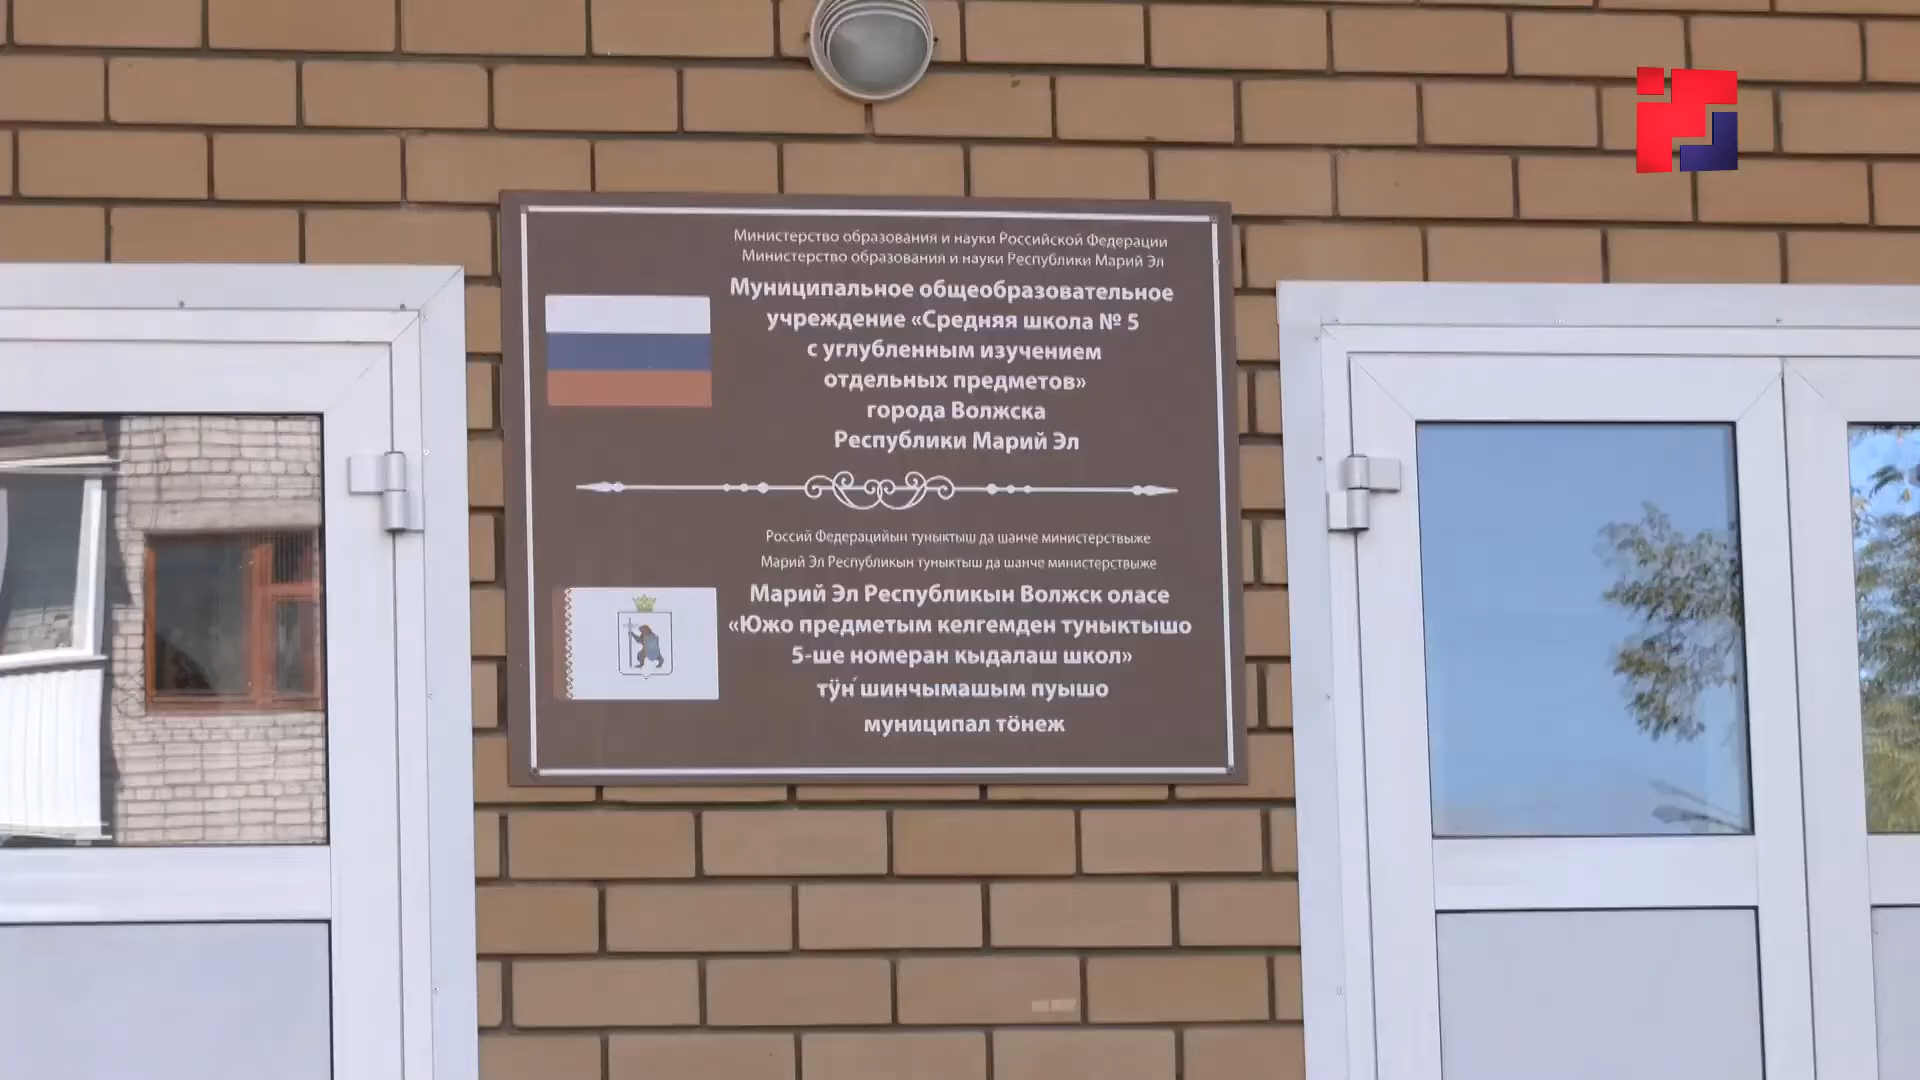 Министерство образования и науки Российской Федерации
Министерство образования и науки Республики Марий Эл
Муниципальное общеобразовательное
учреждение «Средняя школа № 5
с углубленным изучением
отдельных предметов»
города Волжска
Республики Марий Эл
Россий Федерацийын туныктыш да шанче министерствыже
Марий Эл Республикын туныктыш да шанче министерствыже
Марий Эл Республикын Волжск оласе
«Южо предметым келгемден туныктышо
5-ше номеран кыдалаш школ»
тӱҥ шинчымашым пуышо
муниципал тӧнеж